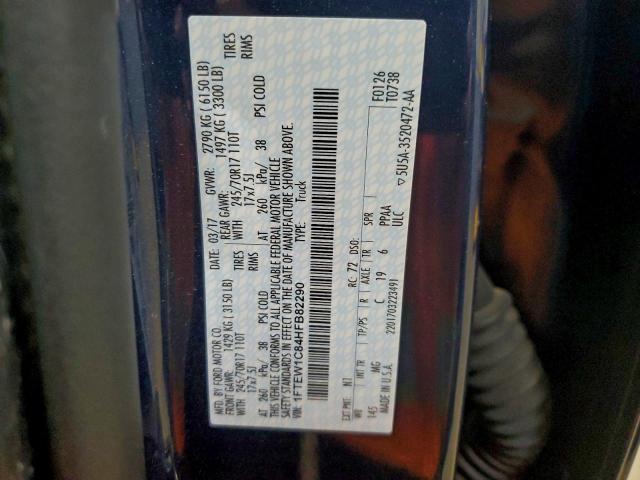 MFD. BY FORD MOTOR CO.
DATE: 03/17 GVWR: 2790 KG ( 6150 LB)
FRONT GAWR: 1429 KG ( 3150 LB) REAR GAWR: 1497 KG ( 3300 LB)
WITH 245/70R17 110T TIRES WITH 245/70R17 110T TIRES
17x7.5J RIMS 17x7.5J RIMS
AT 260 kPa/ 38 PSI COLD AT 260 kPa/ 38 PSI COLD
THIS VEHICLE CONFORMS TO ALL APPLICABLE FEDERAL MOTOR VEHICLE
SAFETY STANDARDS IN EFFECT ON THE DATE OF MANUFACTURE SHOWN ABOVE.
VIN: 1FTEW1C84HFB82290 TYPE: Truck
F0126
T0738
EXT PNT: N7 RC: 72 DSO:
WB INT TR TP/PS R AXLE TR SPR
145 MG C 19 6 PPAA
MADE IN U.S.A. ULC
2201703223491
▽5U5A-3520472-AA